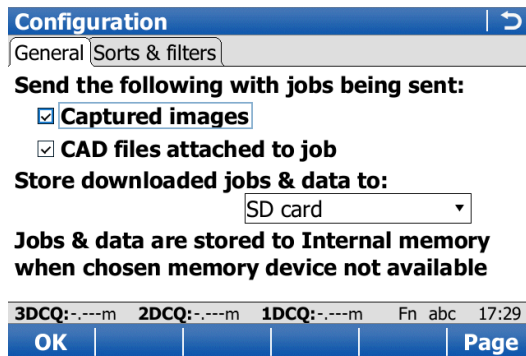 Configuration
General Sorts & filters
Send the following with jobs being sent:
Captured images
CAD files attached to job
Store downloaded jobs & data to:
SD card
Jobs & data are stored to Internal memory
when chosen memory device not available
3DCQ:-.---m 2DCQ:-.---m 1DCQ:-.---m Fn abc 17:29
OK Page